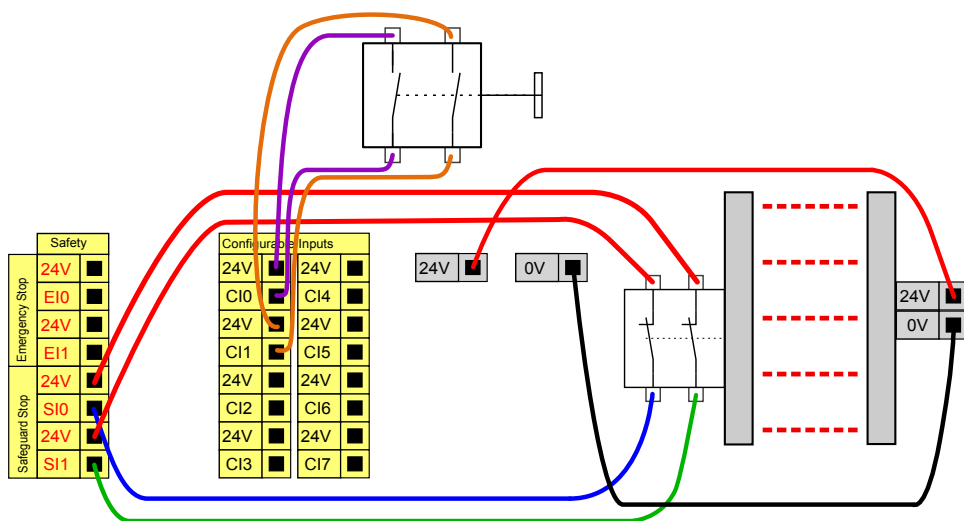 Safety
Emergency Stop
24V
EI0
24V
EI1
Safeguard Stop
24V
SI0
24V
SI1
Configurable Inputs
24V 24V
CI0 CI4
24V 24V
CI1 CI5
24V 24V
CI2 CI6
24V 24V
CI3 CI7
24V 0V
24V
0V